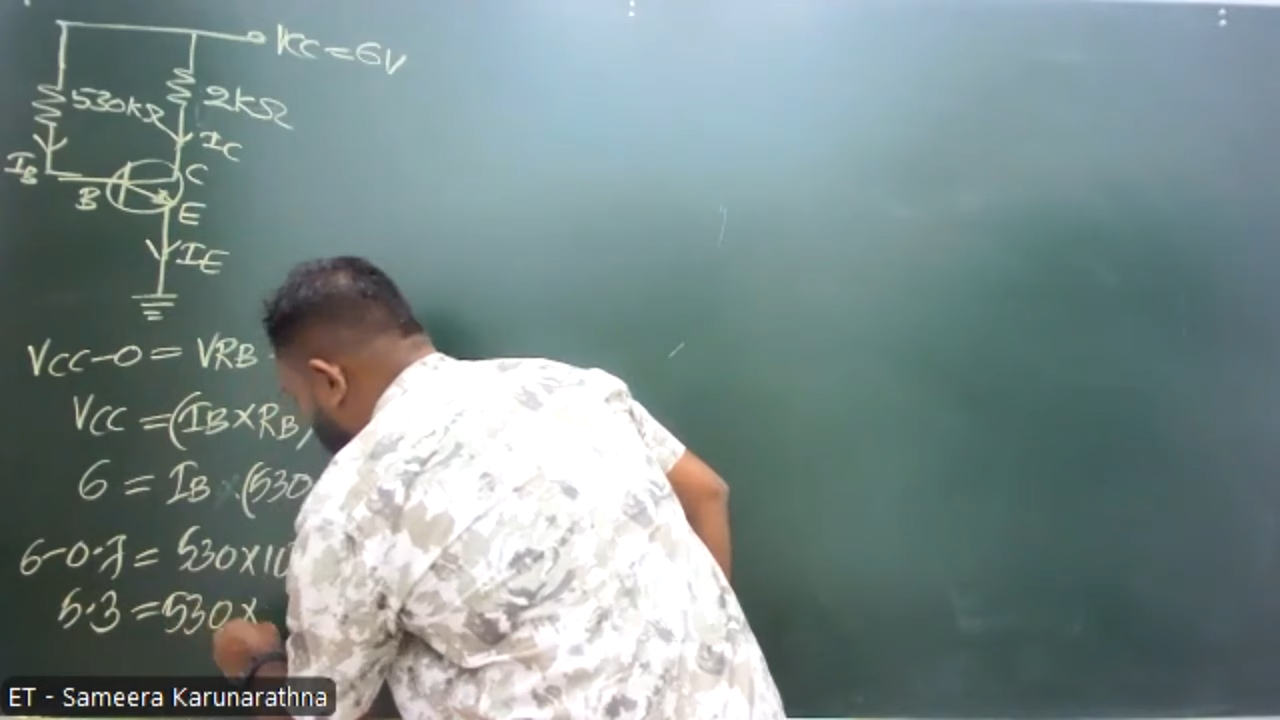 VCC=6V
530KΩ
2KΩ
IC
IB
C
B
E
IE
VCC-0= VRB
VCC =(IB×RB)
6 = IB ×(530
6-0.7= 530×10
5.3 =530×
ET - Sameera Karunarathna